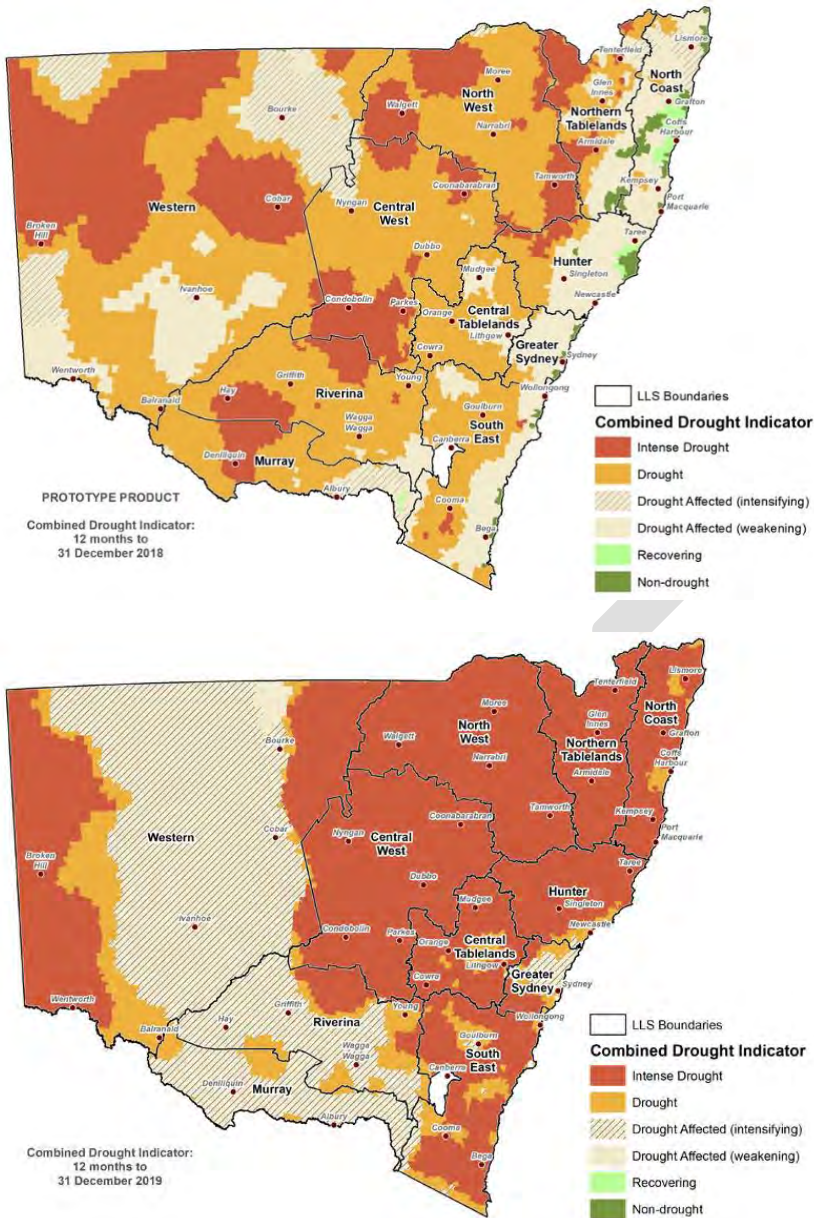 Tenterfield
Lismore
Moree
Glen
Innes
North
Coast
North
West
Bourke
Walgett
Northern
Tablelands
Grafton
Coffs
Harbour
Narrabri
Armidale
Coonabarabran
Tamworth
Kempsey
Cobar
Western
Nyngan
Central
West
Port
Macquarie
Broken
Hill
Taree
Dubbo
Hunter
Mudgee
Singleton
Ivanhoe
Condobolin
Parkes
Orange
Central
Tablelands
Newcastle
Lithgow
Greater
Sydney
Sydney
Cowra
Wentworth
Griffith
Young
Balranald
Hay
Riverina
Wollongong
Goulburn
Wagga
Wagga
South
East
Canberra
Deniliquin
Murray
Albury
Cooma
Bega
PROTOTYPE PRODUCT
Combined Drought Indicator:
12 months to
31 December 2018
LLS Boundaries
Combined Drought Indicator
Intense Drought
Drought
Drought Affected (intensifying)
Drought Affected (weakening)
Recovering
Non-drought
Lismore
Tenterfield
Moree
North
Coast
Glen
Innes
North
West
Grafton
Walgett
Bourke
Northern
Tablelands
Coffs
Harbour
Narrabri
Armidale
Coonabarabran
Tamworth
Kempsey
Western
Cobar
Nyngan
Central
West
Port
Macquarie
Broken
Hill
Taree
Dubbo
Hunter
Mudgee
Singleton
Ivanhoe
Condobolin
Parkes
Orange
Central
Tablelands
Newcastle
Lithgow
Greater
Sydney
Sydney
Cowra
Wentworth
Griffith
Young
Balranald
Hay
Riverina
Wollongong
Goulburn
Wagga
Wagga
South
East
Canberra
Deniliquin
Murray
Albury
Cooma
Bega
Combined Drought Indicator:
12 months to
31 December 2019
LLS Boundaries
Combined Drought Indicator
Intense Drought
Drought
Drought Affected (intensifying)
Drought Affected (weakening)
Recovering
Non-drought